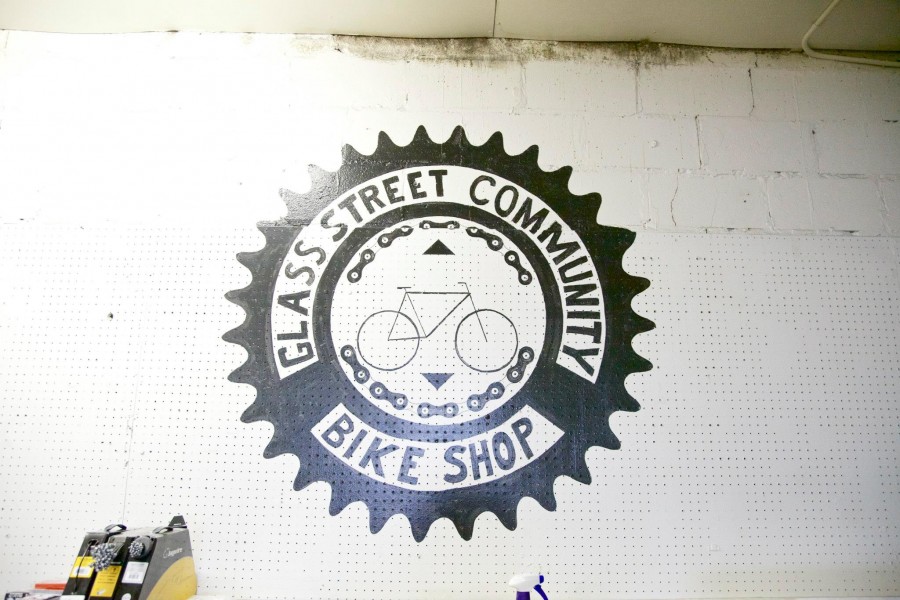 GLASS STREET COMMUNITY
BIKE SHOP